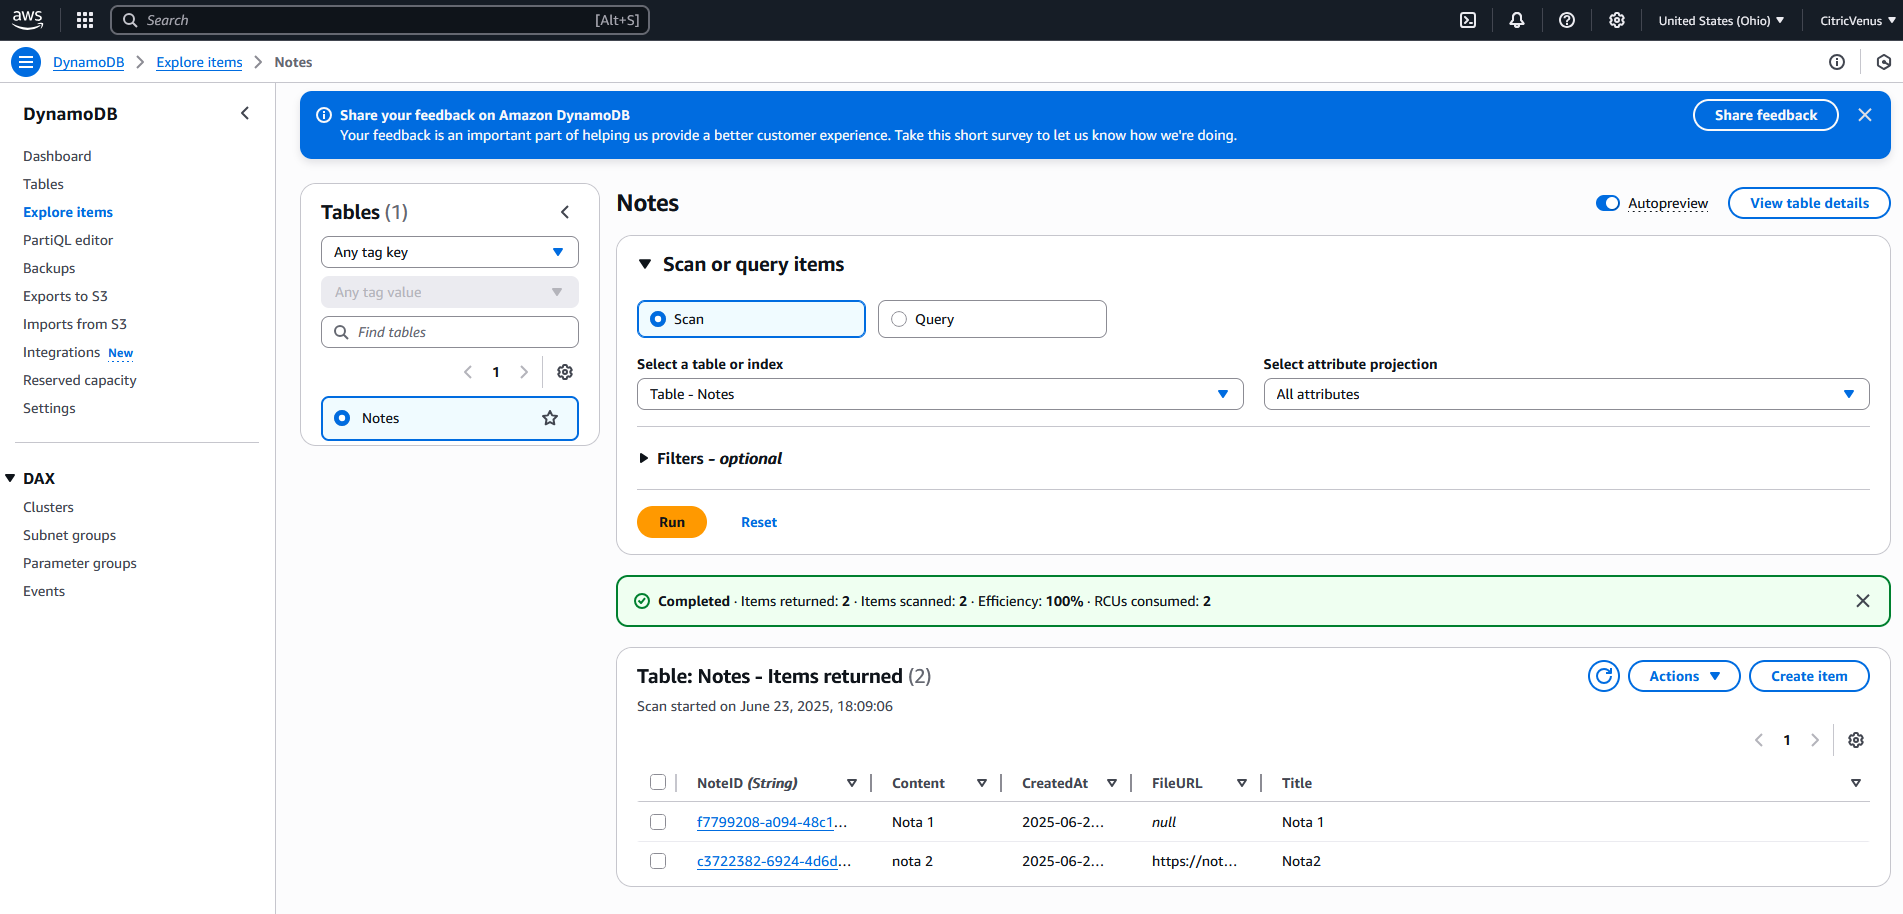 aws
Search [Alt+S]
United States (Ohio)
CitricVenus
DynamoDB
Explore items
Notes
DynamoDB
Dashboard
Tables
Explore items
PartiQL editor
Backups
Exports to S3
Imports from S3
Integrations New
Reserved capacity
Settings
DAX
Clusters
Subnet groups
Parameter groups
Events
Share your feedback on Amazon DynamoDB
Your feedback is an important part of helping us provide a better customer experience. Take this short survey to let us know how we're doing.
Share feedback
Tables (1)
Any tag key
Any tag value
Find tables
1
Notes
Notes
Autopreview
View table details
Scan or query items
Scan
Query
Select a table or index
Table - Notes
Select attribute projection
All attributes
Filters - optional
Run
Reset
Completed · Items returned: 2 · Items scanned: 2 · Efficiency: 100% · RCUs consumed: 2
Table: Notes - Items returned (2)
Scan started on June 23, 2025, 18:09:06
Actions
Create item
1
NoteID (String) Content CreatedAt FileURL Title
f7799208-a094-48c1... Nota 1 2025-06-2... null Nota 1
c3722382-6924-4d6d... nota 2 2025-06-2... https://not... Nota2